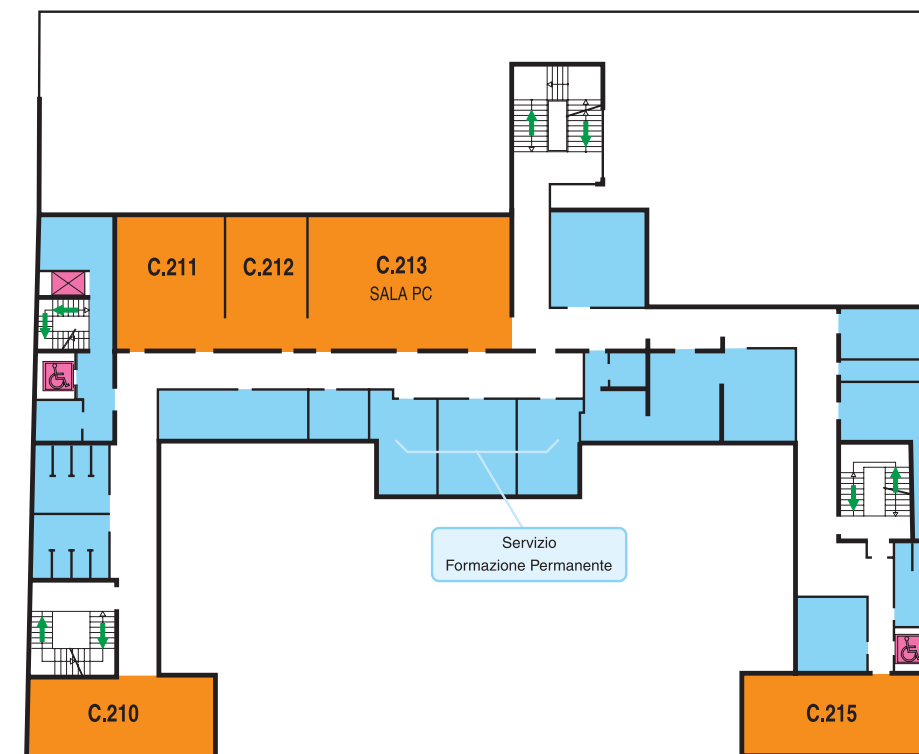 C.211
C.212
C.213
SALA PC
Servizio
Formazione Permanente
C.210
C.215